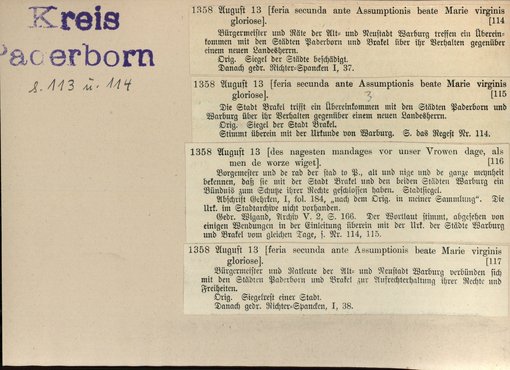 Kreis
Paderborn
S. 113 u. 114
1358 August 13 [feria secunda ante Assumptionis beate Marie virginis
gloriose]. [114
Bürgermeister und Räte der Alt- und Neustadt Warburg treffen ein Überein-
kommen mit den Städten Paderborn und Brakel über ihr Verhalten gegenüber
einem neuen Landesherrn.
Orig. Siegel der Städte beschädigt.
Danach gedr. Richter-Spancken I, 37.
1358 August 13 [feria secunda ante Assumptionis beate Marie virginis
gloriose]. 3 [115
Die Stadt Brakel trifft ein Übereinkommen mit den Städten Paderborn und
Warburg über ihr Verhalten gegenüber einem neuen Landesherrn.
Orig. Siegel der Stadt Brakel.
Stimmt überein mit der Urkunde von Warburg. S. das Regest Nr. 114.
1358 August 13 [des nagesten mandages vor unser Vrowen dage, als
men de worze wiget]. [116
Borgemester und de rad der stad to P., alt und nige und de ganze meynheit
bekennen, daß sie mit der Stadt Brakel und den beiden Städten Warburg ein
Bündnis zum Schutze ihrer Rechte geschlossen haben. Stadtsiegel.
Abschrift Gehrken, I, fol. 184, „nach dem Orig. in meiner Sammlung“. Die
Urk. im Stadtarchive nicht vorhanden.
Gedr. Wigand, Archiv V. 2, S. 166. Der Wortlaut stimmt, abgesehen von
einigen Wendungen in der Einleitung überein mit der Urk. der Städte Warburg
und Brakel vom gleichen Tage, s. Nr. 114, 115.
1358 August 13 [feria secunda ante Assumptionis beate Marie virginis
gloriose]. [117
Bürgermeister und Ratleute der Alt- und Neustadt Warburg verbünden sich
mit den Städten Paderborn und Brakel zur Aufrechterhaltung ihrer Rechte und
Freiheiten.
Orig. Siegelrest einer Stadt.
Danach gedr. Richter-Spancken, I, 38.